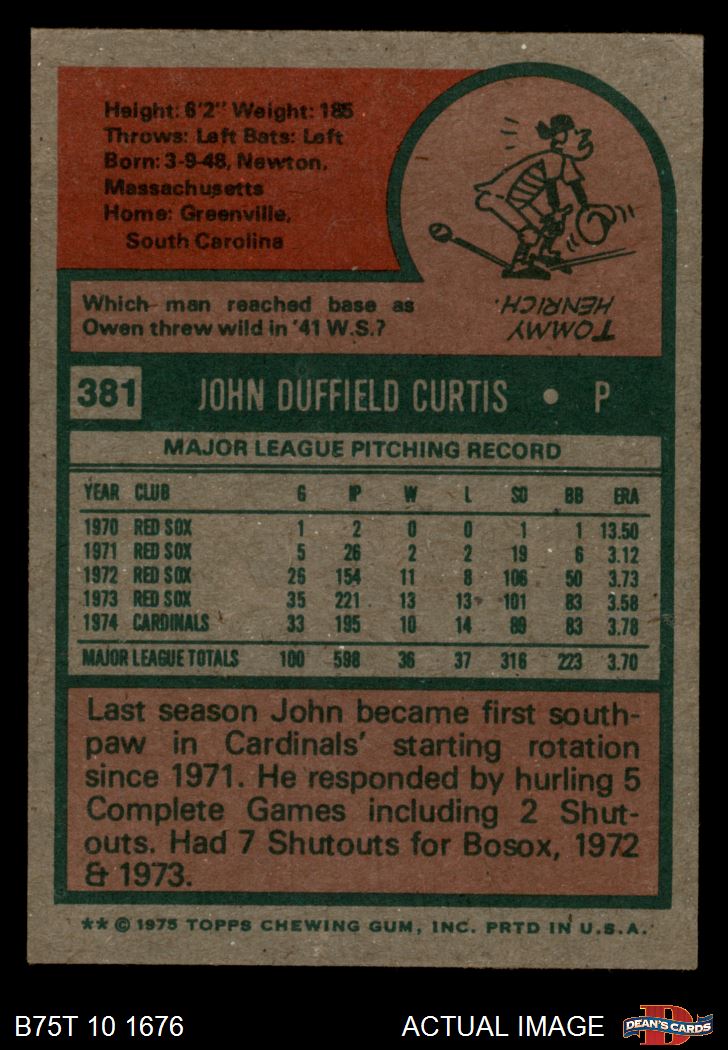 Height: 6'2" Weight: 185
Throws: Left Bats: Left
Born: 3-9-48, Newton,
Massachusetts
Home: Greenville,
South Carolina
Which man reached base as
Owen threw wild in '41 W.S.?
TOMMY
HENRICH.
381 JOHN DUFFIELD CURTIS • P
MAJOR LEAGUE PITCHING RECORD
YEAR CLUB G IP W L SO BB ERA
1970 RED SOX 1 2 0 0 1 1 13.50
1971 RED SOX 5 26 2 2 19 6 3.12
1972 RED SOX 26 154 11 8 106 50 3.73
1973 RED SOX 35 221 13 13 101 83 3.58
1974 CARDINALS 33 195 10 14 89 83 3.78
MAJOR LEAGUE TOTALS 100 598 36 37 316 223 3.70
Last season John became first south-
paw in Cardinals' starting rotation
since 1971. He responded by hurling 5
Complete Games including 2 Shut-
outs. Had 7 Shutouts for Bosox, 1972
& 1973.
** © 1975 TOPPS CHEWING GUM, INC. PRTD IN U.S.A.
B75T 10 1676 ACTUAL IMAGE
D
DEAN'S CARDS